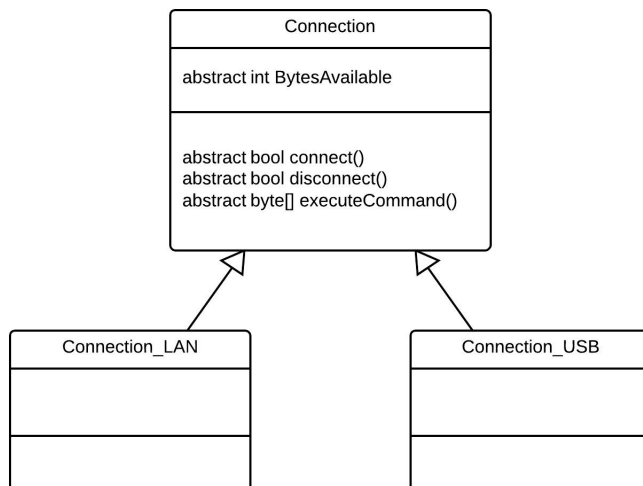 Connection
abstract int BytesAvailable
abstract bool connect()
abstract bool disconnect()
abstract byte[] executeCommand()
Connection_LAN
Connection_USB